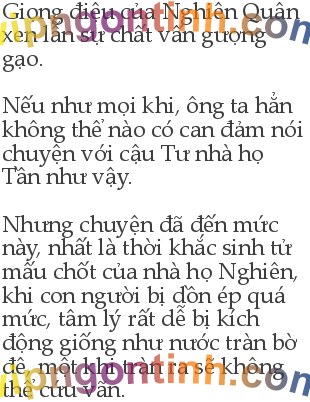 Giọng điệu của Nghiên Quân
xen lẫn sự chất vấn gượng
gạo.
Nếu như mọi khi, ông ta hẳn
không thể nào có can đảm nói
chuyện với cậu Tư nhà họ
Tần như vậy.
Nhưng chuyện đã đến mức
này, nhất là thời khắc sinh tử
mấu chốt của nhà họ Nghiên,
khi con người bị dồn ép quá
mức, tâm lý rất dễ bị kích
động giống như nước tràn bờ
đê, một khi tràn ra sẽ không
thể cứu vãn.
vipngontinh.com
vipngontinh.com